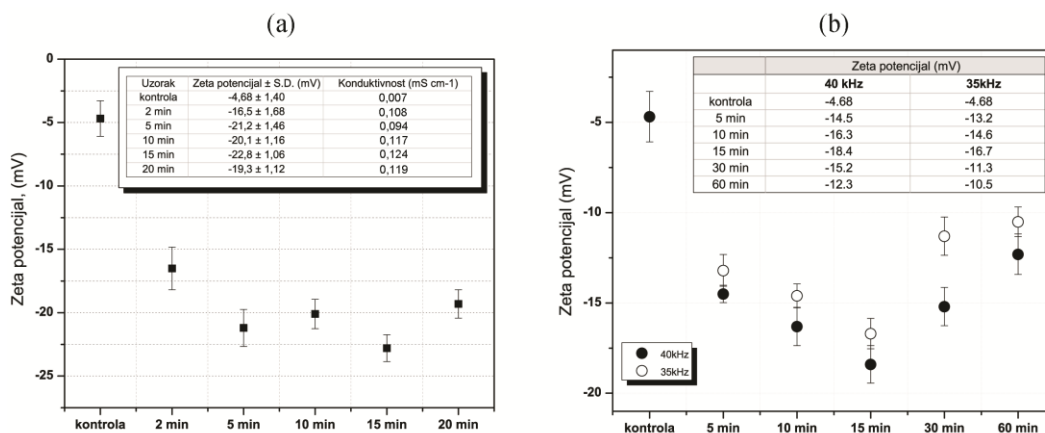 (a)
Zeta potencijal, (mV)
0
-5
-10
-15
-20
-25
Uzorak Zeta potencijal ± S.D. (mV) Konduktivnost (mS cm-1)
kontrola -4,68 ± 1,40 0,007
2 min -16,5 ± 1,68 0,108
5 min -21,2 ± 1,46 0,094
10 min -20,1 ± 1,16 0,117
15 min -22,8 ± 1,06 0,124
20 min -19,3 ± 1,12 0,119
kontrola 2 min 5 min 10 min 15 min 20 min
(b)
Zeta potencijal (mV)
-5
-10
-15
-20
Zeta potencijal (mV)
40 kHz 35kHz
kontrola -4.68 -4.68
5 min -14.5 -13.2
10 min -16.3 -14.6
15 min -18.4 -16.7
30 min -15.2 -11.3
60 min -12.3 -10.5
40kHz
35kHz
kontrola 5 min 10 min 15 min 30 min 60 min